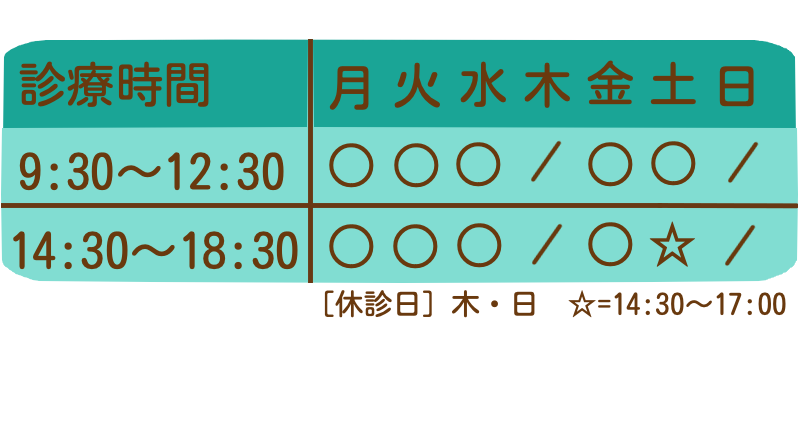 診療時間 月 火 水 木 金 土 日
9:30〜12:30 ○ ○ ○ / ○ ○ /
14:30〜18:30 ○ ○ ○ / ○ ☆ /
［休診日］木・日 ☆=14:30〜17:00